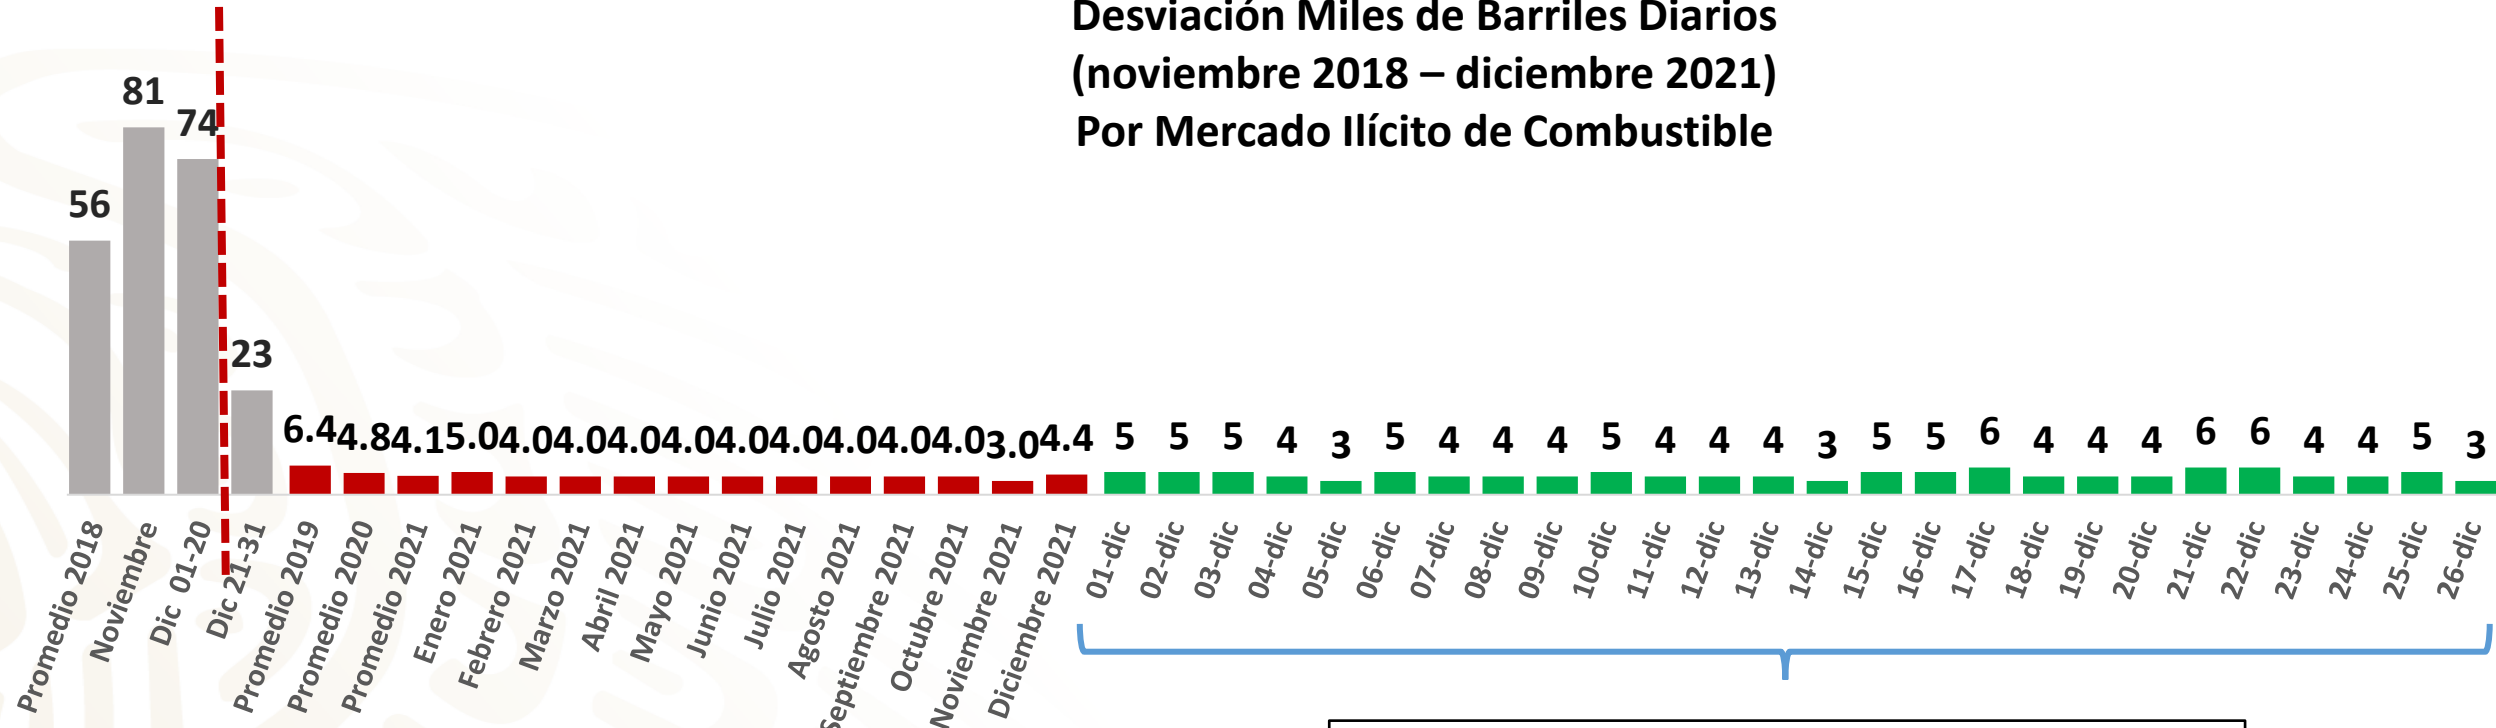 Desviación Miles de Barriles Diarios
(noviembre 2018 – diciembre 2021)
Por Mercado Ilícito de Combustible
56
81
74
23
6.4
4.8
4.1
5.0
4.0
4.0
4.0
4.0
4.0
4.0
4.0
4.0
4.0
3.0
4.4
5
5
5
4
3
5
4
4
4
5
4
4
4
3
5
5
6
4
4
4
6
6
4
4
5
3
Promedio 2018
Noviembre
Dic 01-20
Dic 21-31
Promedio 2019
Promedio 2020
Promedio 2021
Enero 2021
Febrero 2021
Marzo 2021
Abril 2021
Mayo 2021
Junio 2021
Julio 2021
Agosto 2021
Septiembre 2021
Octubre 2021
Noviembre 2021
Diciembre 2021
01-dic
02-dic
03-dic
04-dic
05-dic
06-dic
07-dic
08-dic
09-dic
10-dic
11-dic
12-dic
13-dic
14-dic
15-dic
16-dic
17-dic
18-dic
19-dic
20-dic
21-dic
22-dic
23-dic
24-dic
25-dic
26-dic